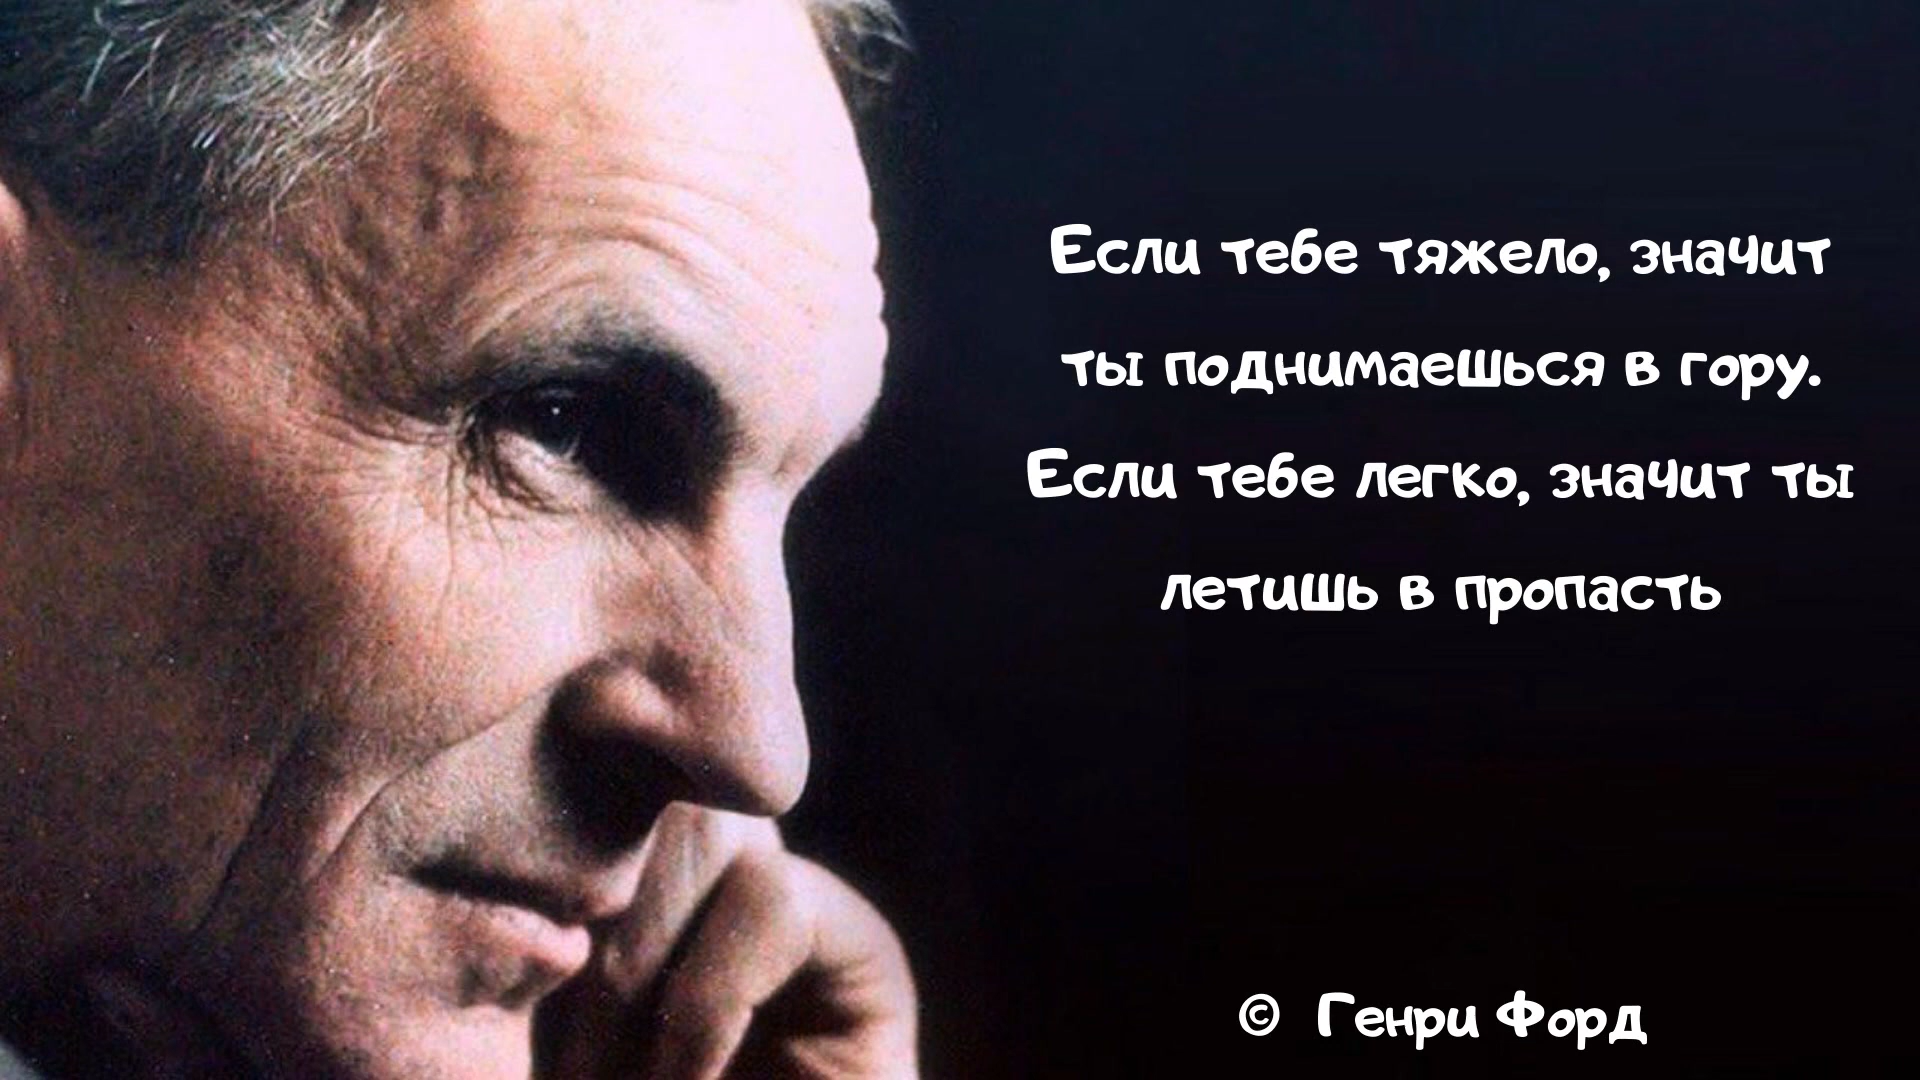 Если тебе тяжело, значит
ты поднимаешься в гору.
Если тебе легко, значит ты
летишь в пропасть
© Генри Форд